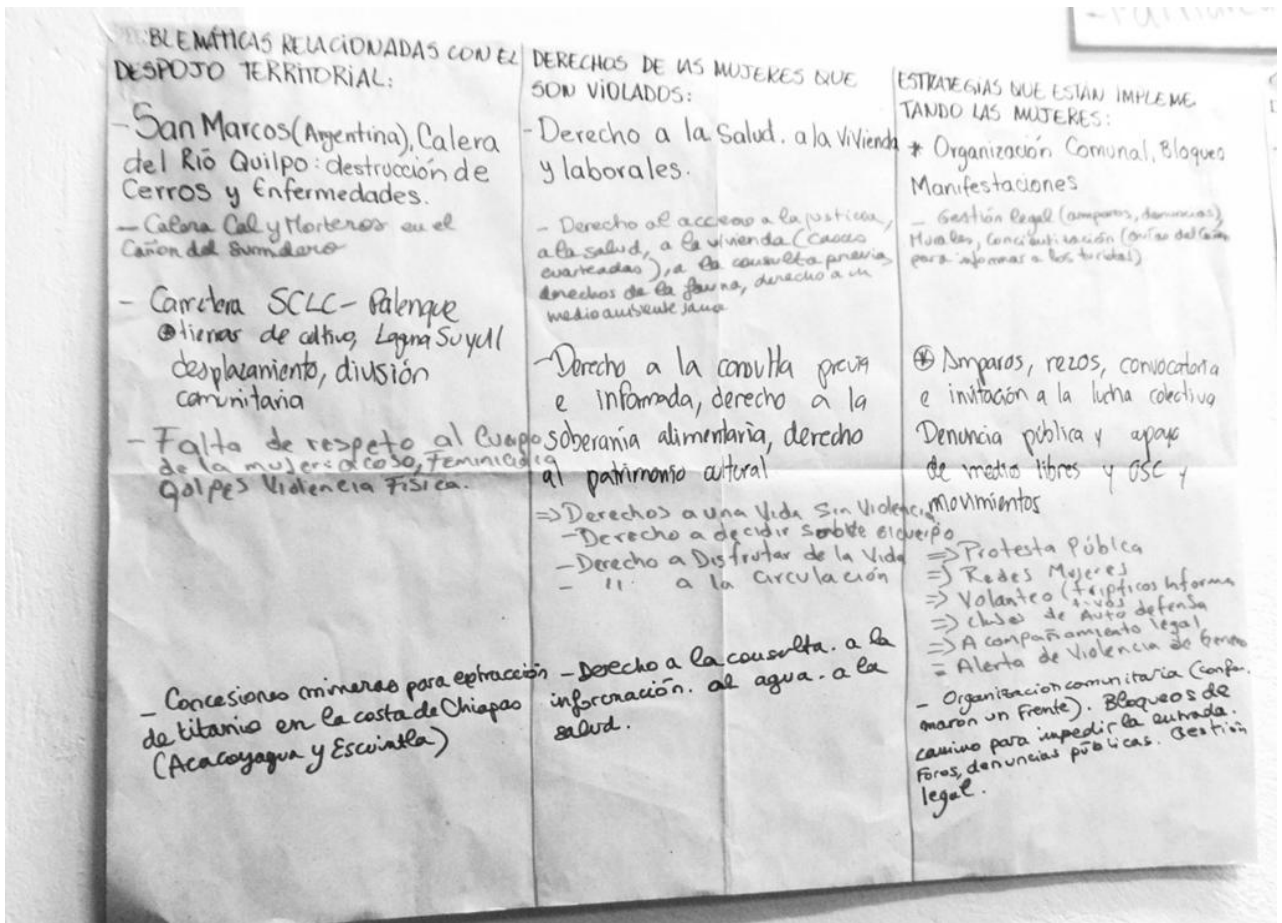 BLEMÁTICAS RELACIONADAS CON EL
DESPOJO TERRITORIAL:
- San Marcos (Argentina), Calera
del Río Quilpo: destrucción de
Cerros y Enfermedades.
- Calera Cal y Morteros en el
Cañon del Sumidero
- Carretera SCLC - Palenque
tierras de cultivo, Laguna Suyul
desplazamiento, división
comunitaria
- Falta de respeto al Cuerpo
de la mujer: acoso, Feminicidio
golpes Violencia Física.
- Concesiones mineras para extracción
de titanio en la costa de Chiapas
(Acacoyagua y Escuintla)
DERECHOS DE LAS MUJERES QUE
SON VIOLADOS:
- Derecho a la Salud. a la Vivienda
y laborales.
- Derecho al acceso a la justicia,
a la salud, a la vivienda (casas
cuarteadas), a la consulta previa
derechos de la fauna, derecho a un
medio ambiente sano
- Derecho a la consulta previa
e informada, derecho a la
soberanía alimentaria, derecho
al patrimonio cultural
=> Derechos a una Vida Sin Violencia
- Derecho a decidir sobre el cuerpo
- Derecho a Disfrutar de la Vida
- " a la Circulación
- Derecho a la consulta. a la
información. al agua. a la
salud.
ESTRATEGIAS QUE ESTÁN IMPLEME
TANDO LAS MUJERES:
* Organización Comunal, Bloqueo
Manifestaciones
- Gestión legal (amparos, denuncias),
Murales, concientización (guías del Cañón
para informar a los turistas)
* Amparos, rezos, convocatoria
e invitación a la lucha colectiva
Denuncia pública y apoyo
de medios libres y OSC y
movimientos
=> Protesta Pública
=> Redes Mujeres
=> Volanteo (trípticos informa
tivos
=> clases de Auto defensa
=> Acompañamiento legal
= Alerta de Violencia de Genero
- Organización comunitaria (confor
maron un Frente). Bloqueos de
camino para impedir la entrada.
Foros, denuncias públicas. Gestión
legal.